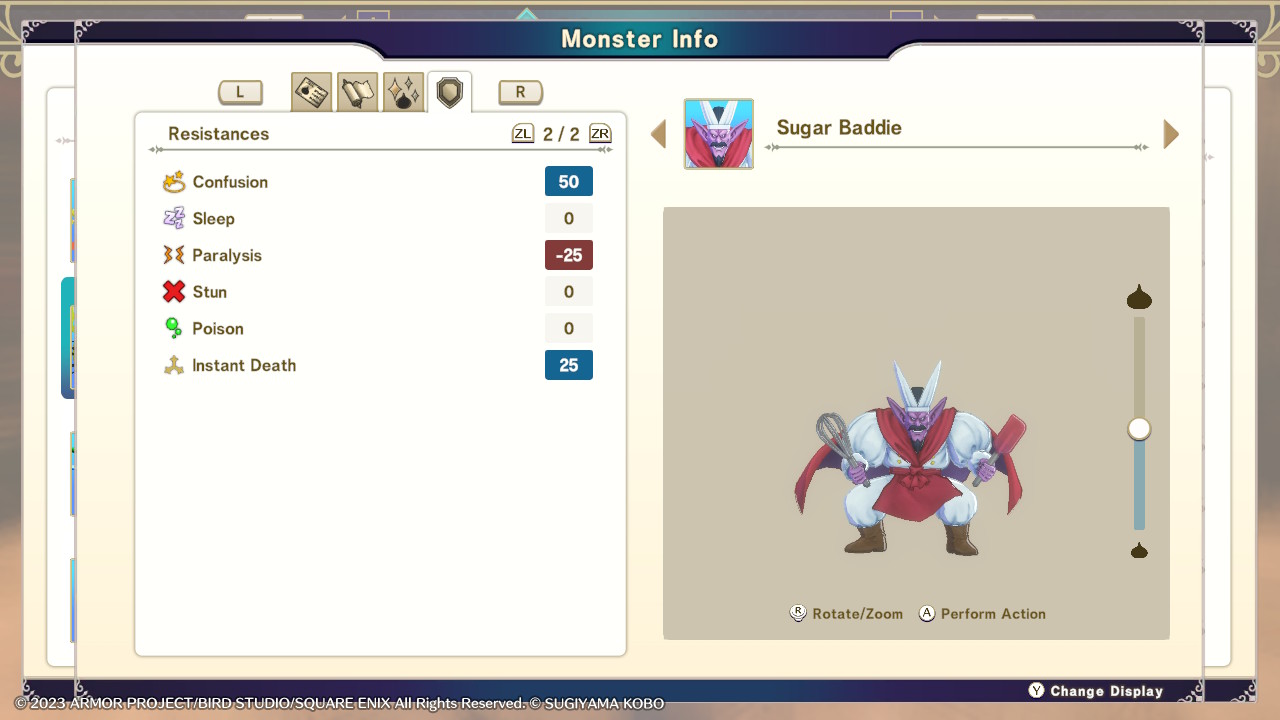 Monster Info
L
R
Resistances
ZL 2 / 2 ZR
Confusion 50
Sleep 0
Paralysis -25
Stun 0
Poison 0
Instant Death 25
Sugar Baddie
R Rotate/Zoom A Perform Action
Y Change Display
© 2023 ARMOR PROJECT/BIRD STUDIO/SQUARE ENIX All Rights Reserved. © SUGIYAMA KOBO